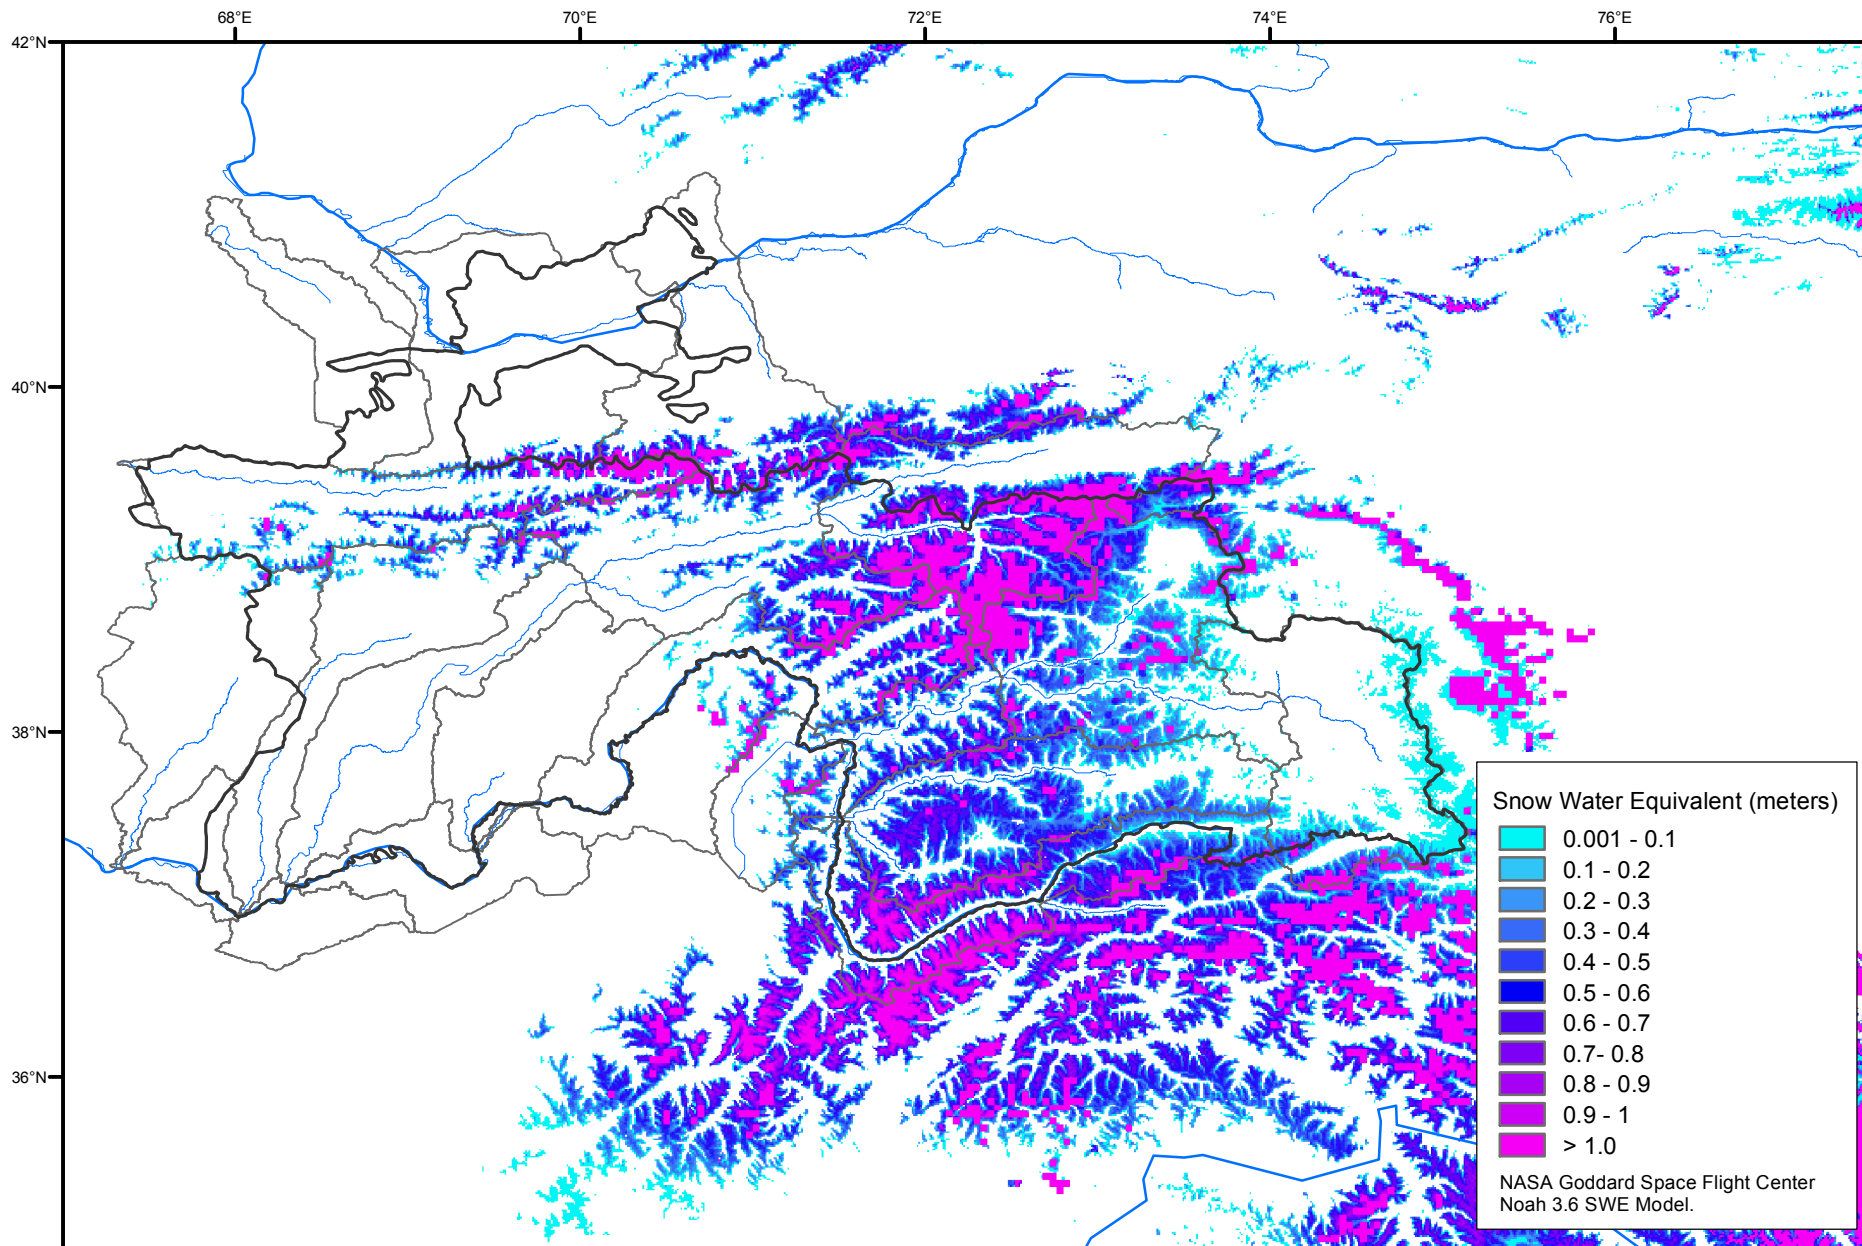 68°E 70°E 72°E 74°E 76°E
42°N
40°N
38°N
36°N
Snow Water Equivalent (meters)
0.001 - 0.1
0.1 - 0.2
0.2 - 0.3
0.3 - 0.4
0.4 - 0.5
0.5 - 0.6
0.6 - 0.7
0.7- 0.8
0.8 - 0.9
0.9 - 1
> 1.0
NASA Goddard Space Flight Center
Noah 3.6 SWE Model.